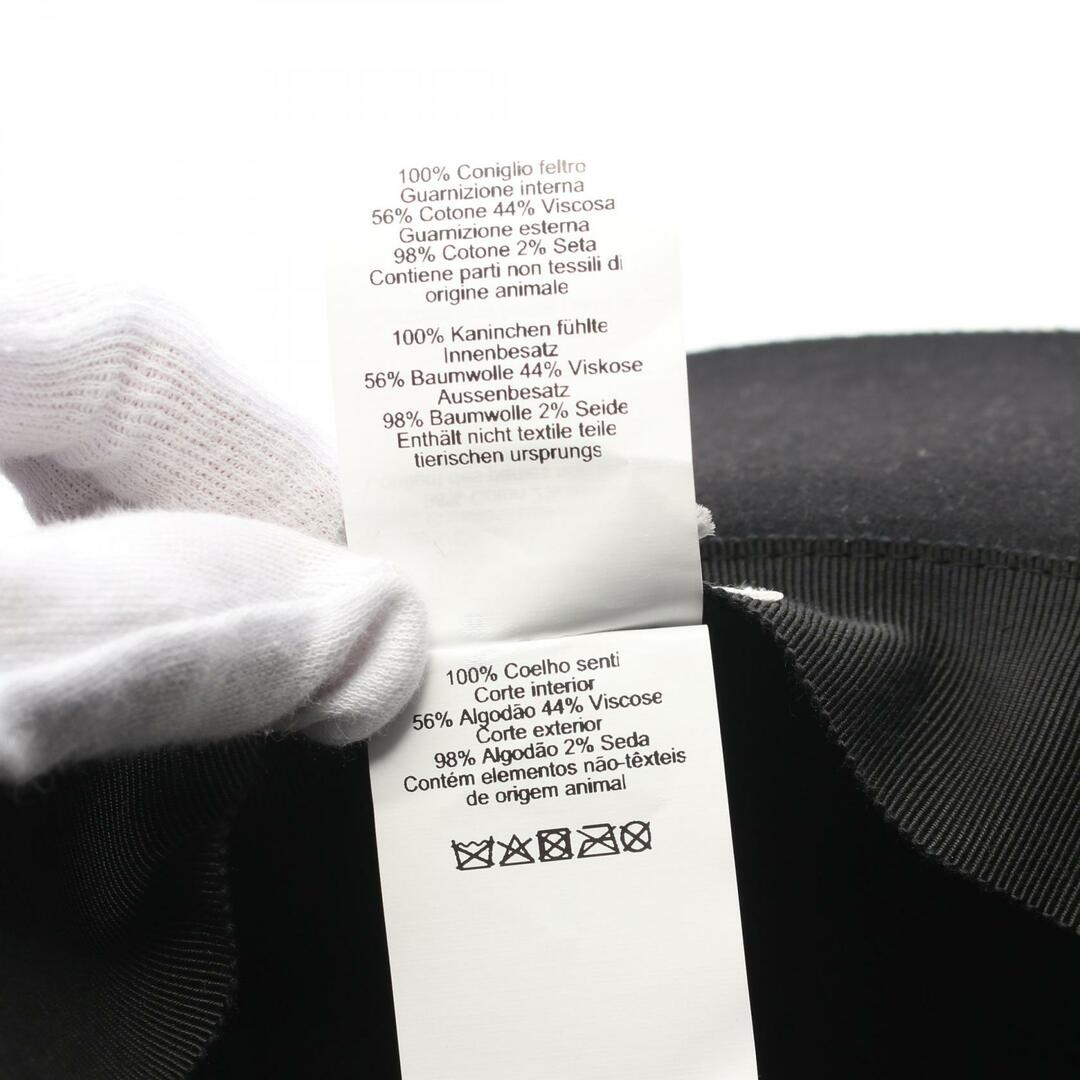 100% Coniglio feltro
Guarnizione interna
56% Cotone 44% Viscosa
Guarnizione esterna
98% Cotone 2% Seta
Contiene parti non tessili di
origine animale
100% Kaninchen fühlte
Innenbesatz
56% Baumwolle 44% Viskose
Aussenbesatz
98% Baumwolle 2% Seide
Enthält nicht textile teile
tierischen ursprungs
100% Coelho senti
Corte interior
56% Algodão 44% Viscose
Corte exterior
98% Algodão 2% Seda
Contém elementos não-têxteis
de origem animal